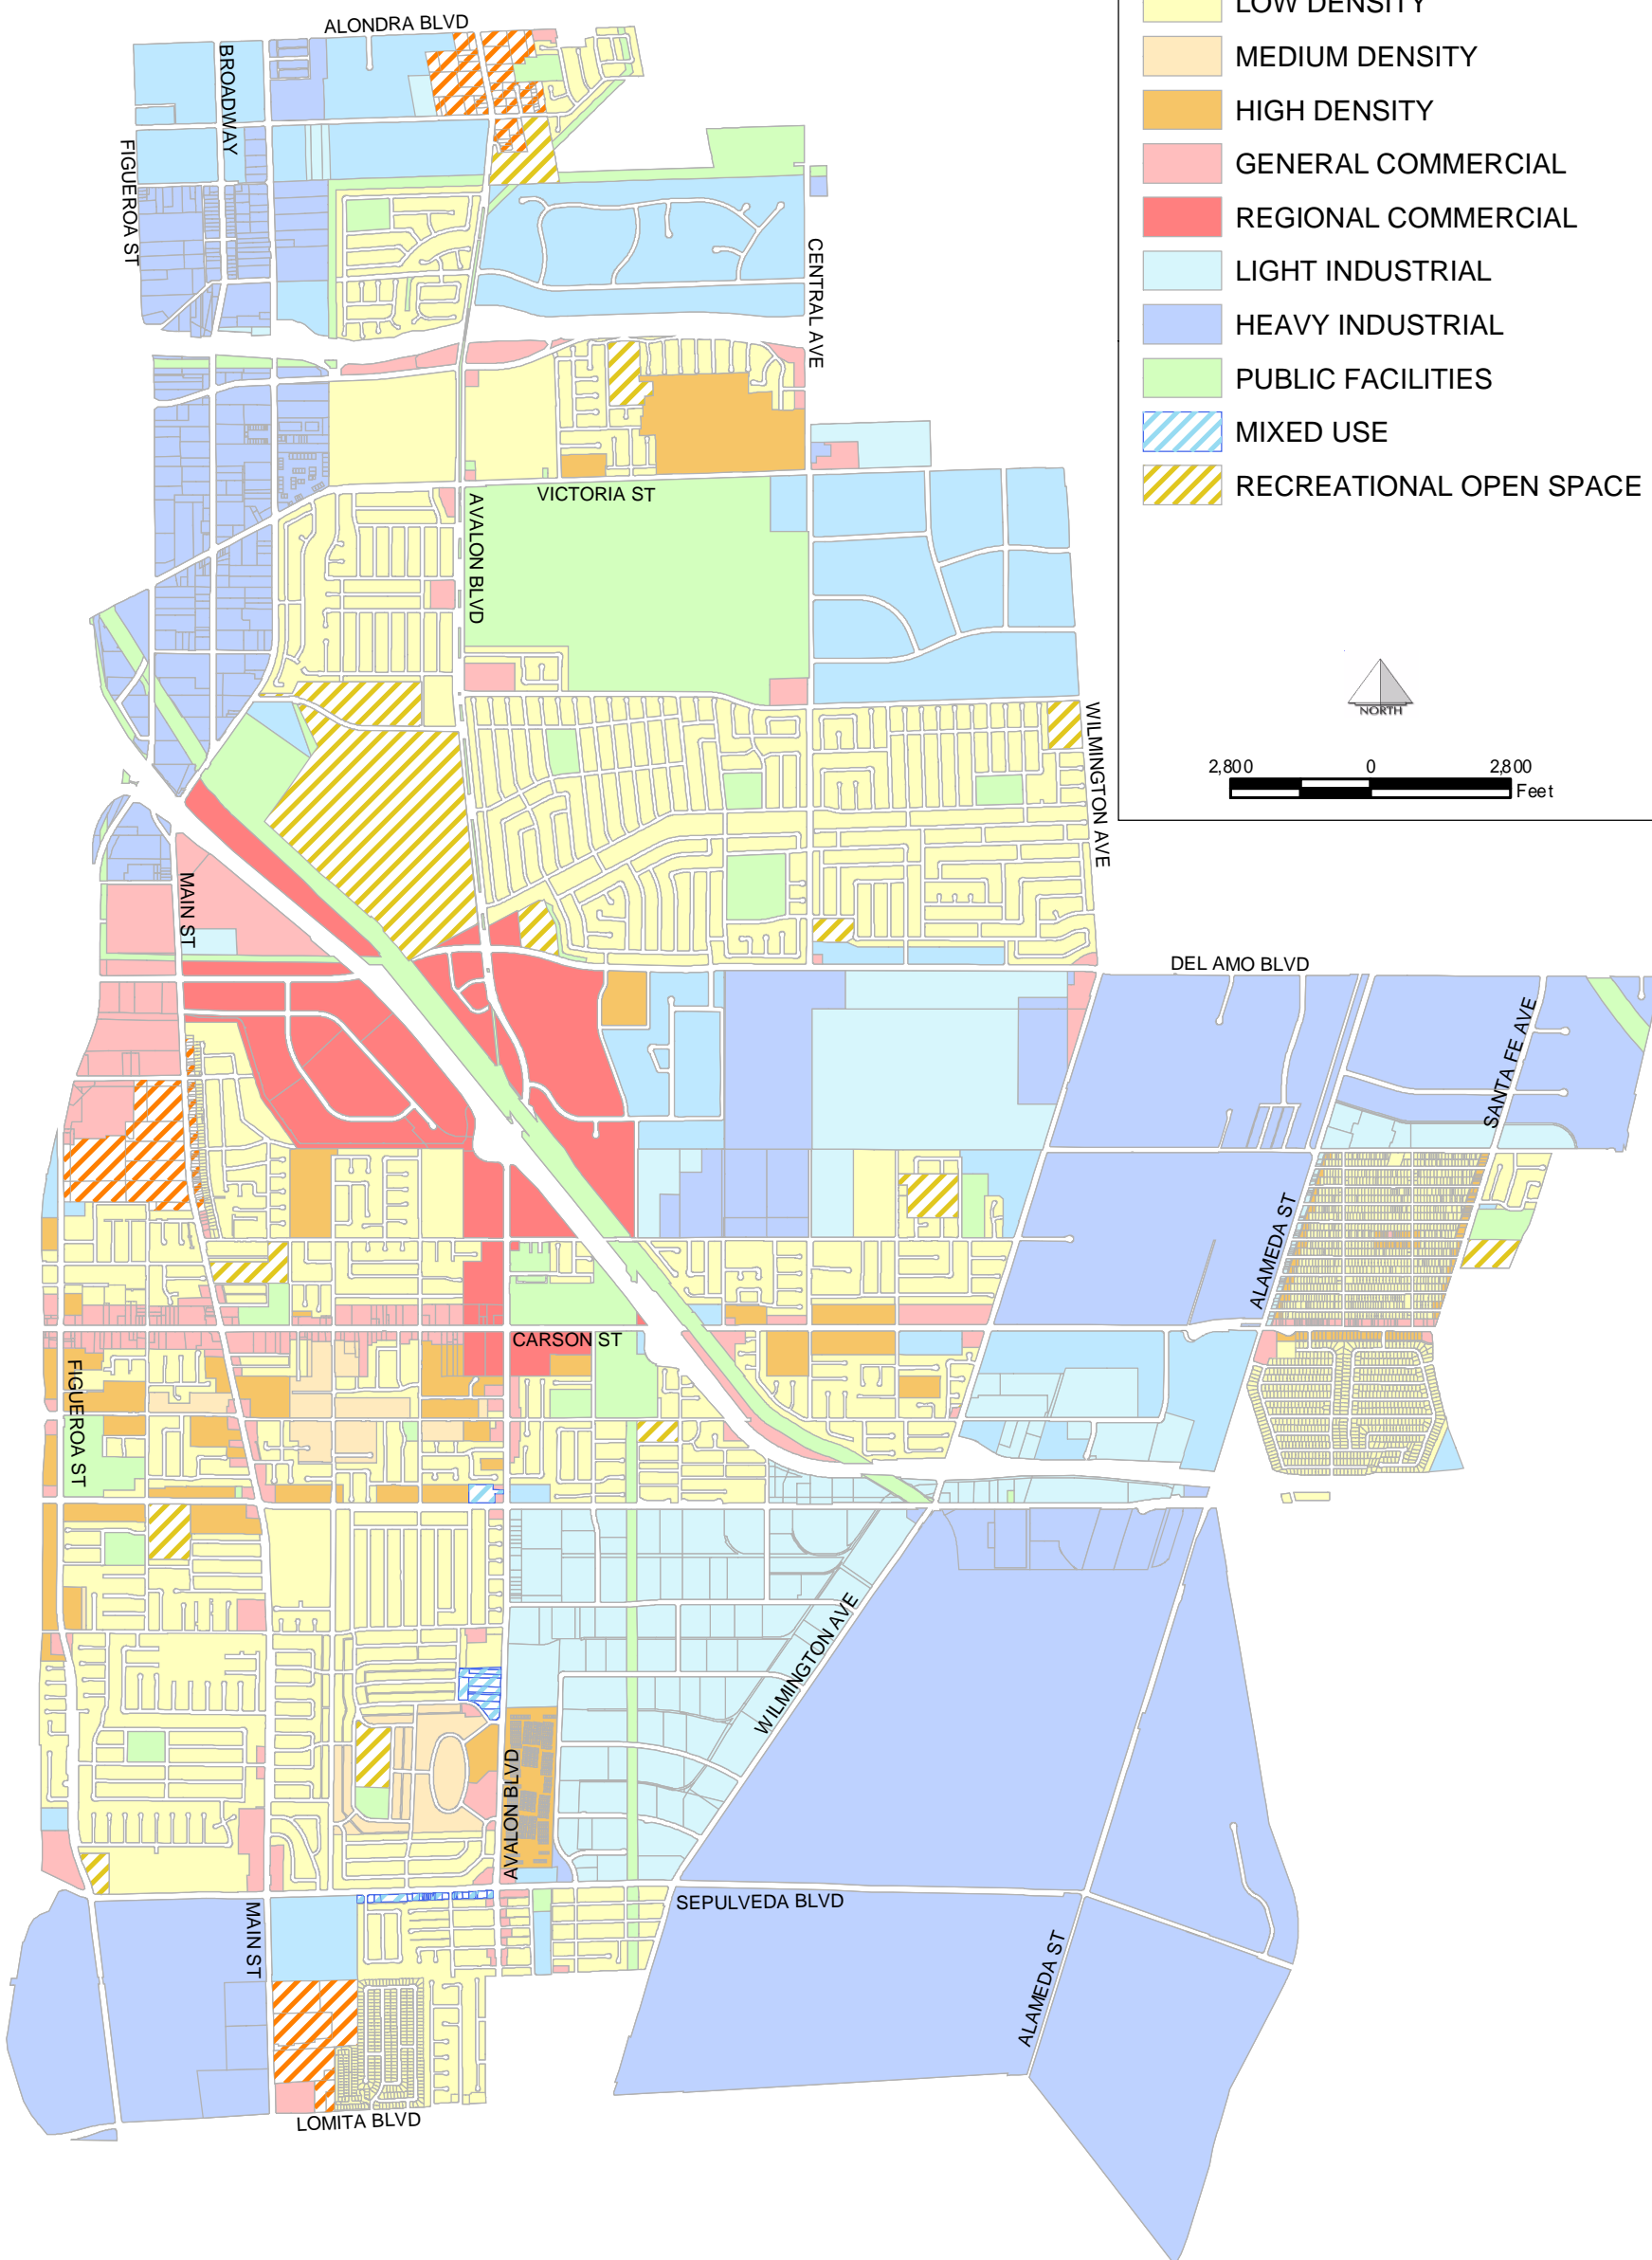 LOW DENSITY
MEDIUM DENSITY
HIGH DENSITY
GENERAL COMMERCIAL
REGIONAL COMMERCIAL
LIGHT INDUSTRIAL
HEAVY INDUSTRIAL
PUBLIC FACILITIES
MIXED USE
RECREATIONAL OPEN SPACE
NORTH
2,800 0 2,800
Feet
ALONDRA BLVD
BROADWAY
FIGUEROA ST
CENTRAL AVE
VICTORIA ST
AVALON BLVD
WILMINGTON AVE
MAIN ST
DEL AMO BLVD
SANTA FE AVE
ALAMEDA ST
CARSON ST
FIGUEROA ST
WILMINGTON AVE
AVALON BLVD
SEPULVEDA BLVD
MAIN ST
ALAMEDA ST
LOMITA BLVD